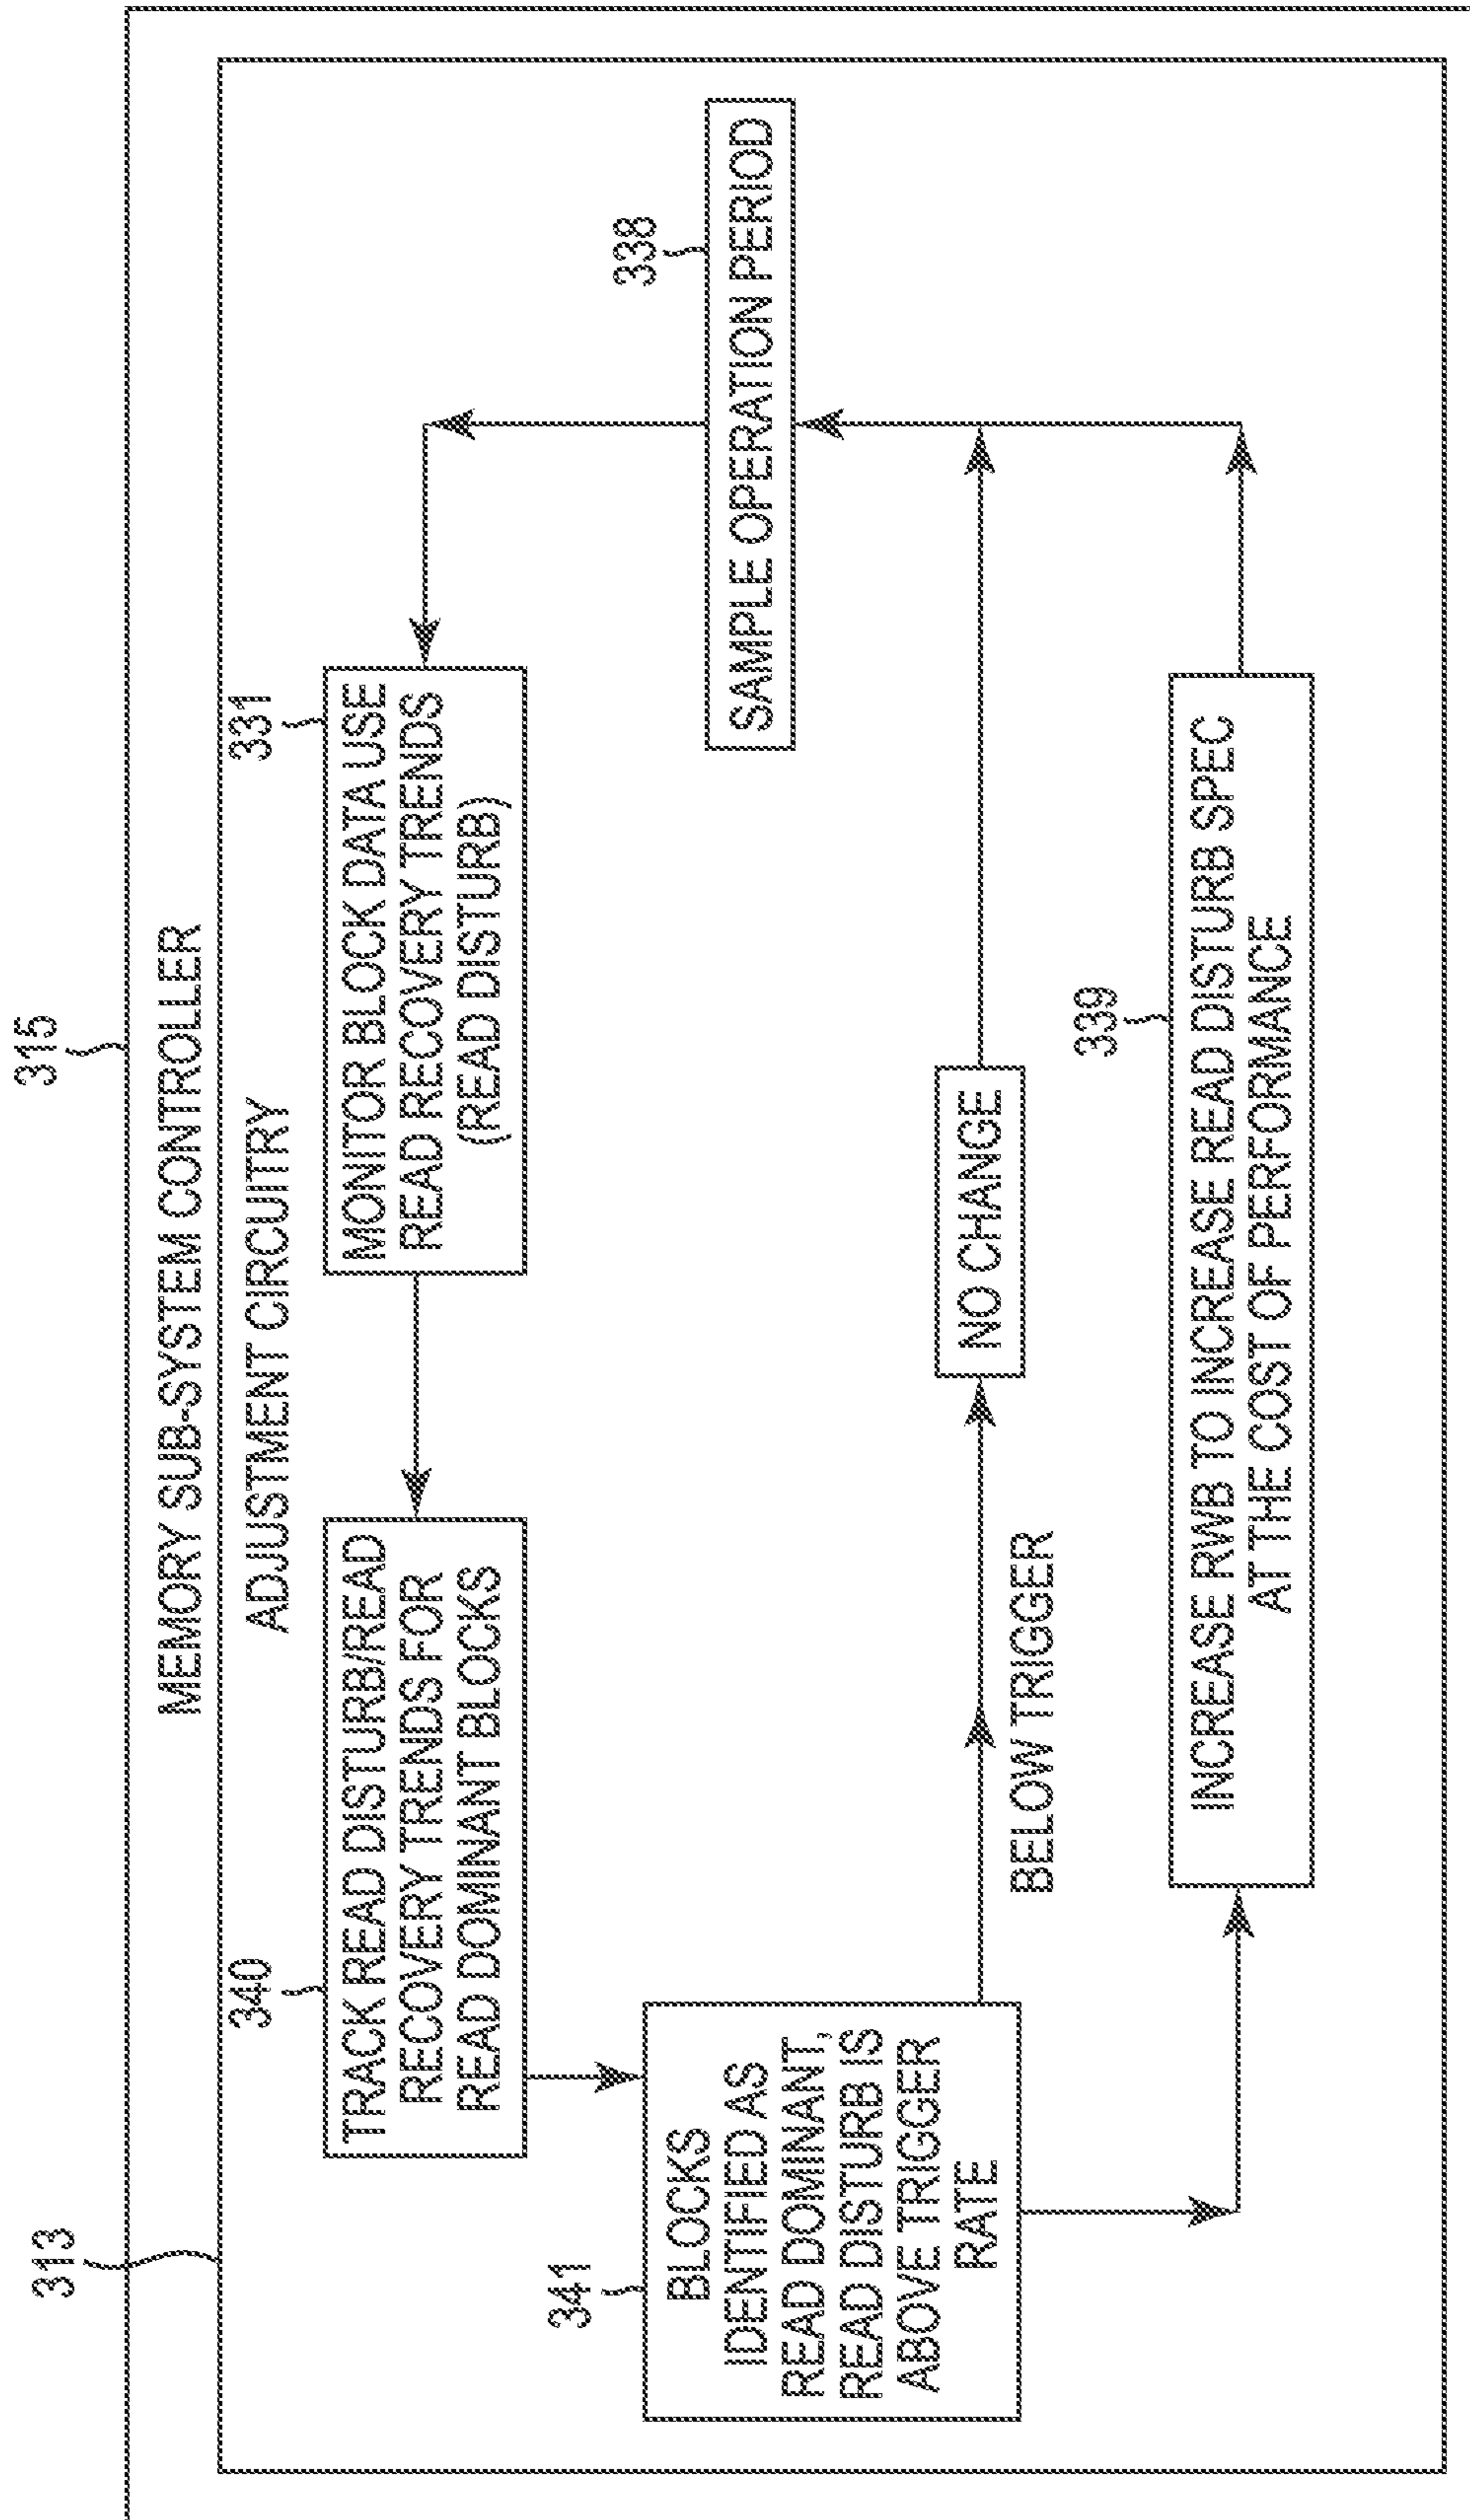 315
MEMORY SUB-SYSTEM CONTROLLER
313
ADJUSTMENT CIRCUITRY
340
TRACK READ DISTURB/READ
RECOVERY TRENDS FOR
READ DOMINANT BLOCKS
331
MONITOR BLOCK DATA USE
READ RECOVERY TRENDS
(READ DISTURB)
341
BLOCKS
IDENTIFIED AS
READ DOMINANT,
READ DISTURB IS
ABOVE TRIGGER
RATE
338
SAMPLE OPERATION PERIOD
NO CHANGE
BELOW TRIGGER
339
INCREASE RWB TO INCREASE READ DISTURB SPEC
AT THE COST OF PERFORMANCE